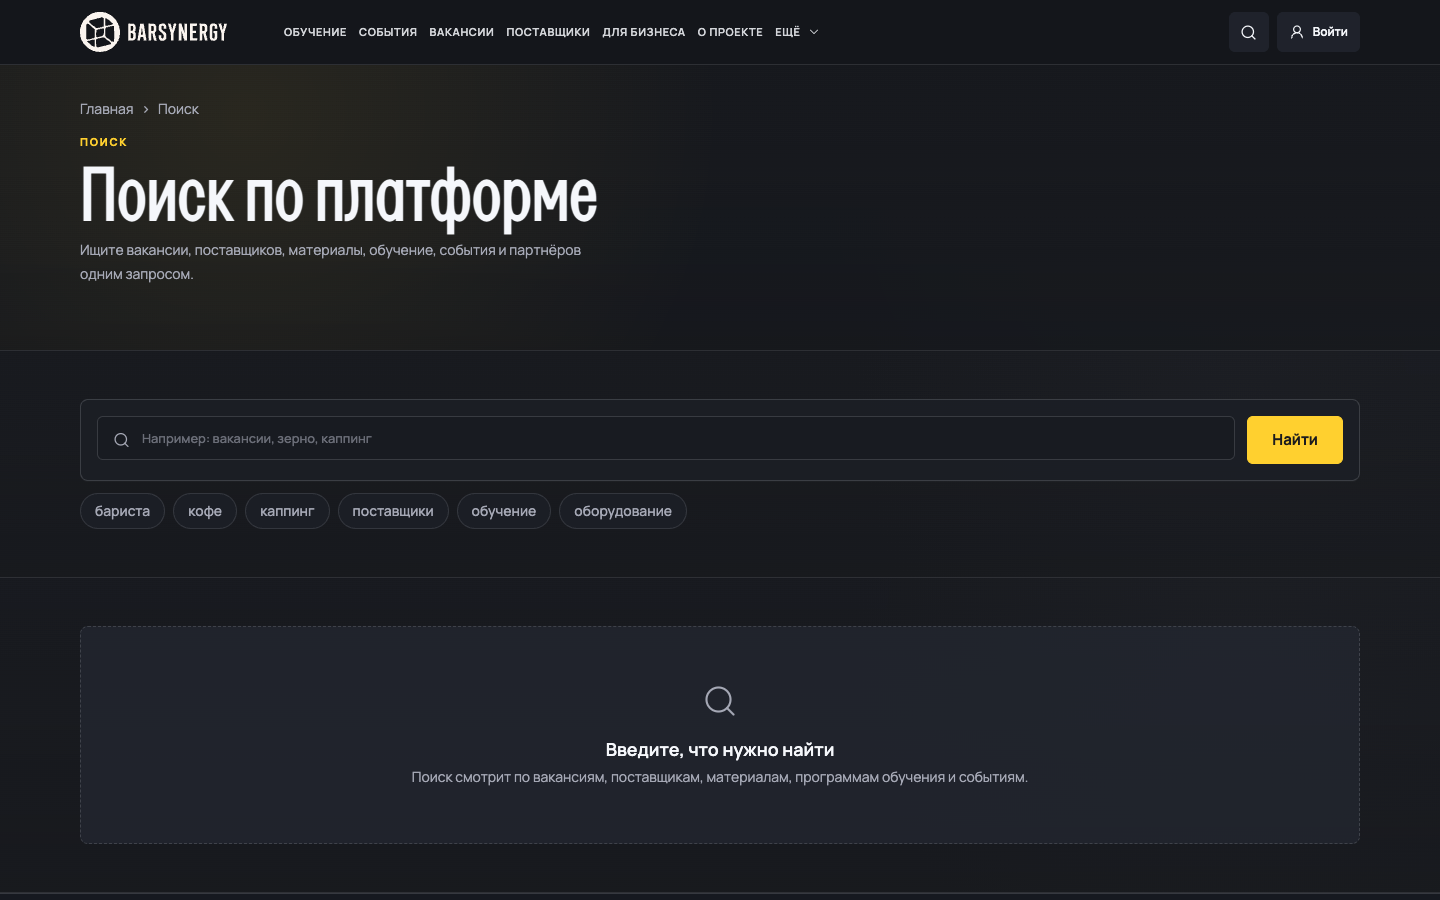 BARSYNERGY
ОБУЧЕНИЕ СОБЫТИЯ ВАКАНСИИ ПОСТАВЩИКИ ДЛЯ БИЗНЕСА О ПРОЕКТЕ ЕЩЁ
Войти
Главная > Поиск
ПОИСК
Поиск по платформе
Ищите вакансии, поставщиков, материалы, обучение, события и партнёров
одним запросом.
Например: вакансии, зерно, каппинг
Найти
бариста кофе каппинг поставщики обучение оборудование
Введите, что нужно найти
Поиск смотрит по вакансиям, поставщикам, материалам, программам обучения и событиям.